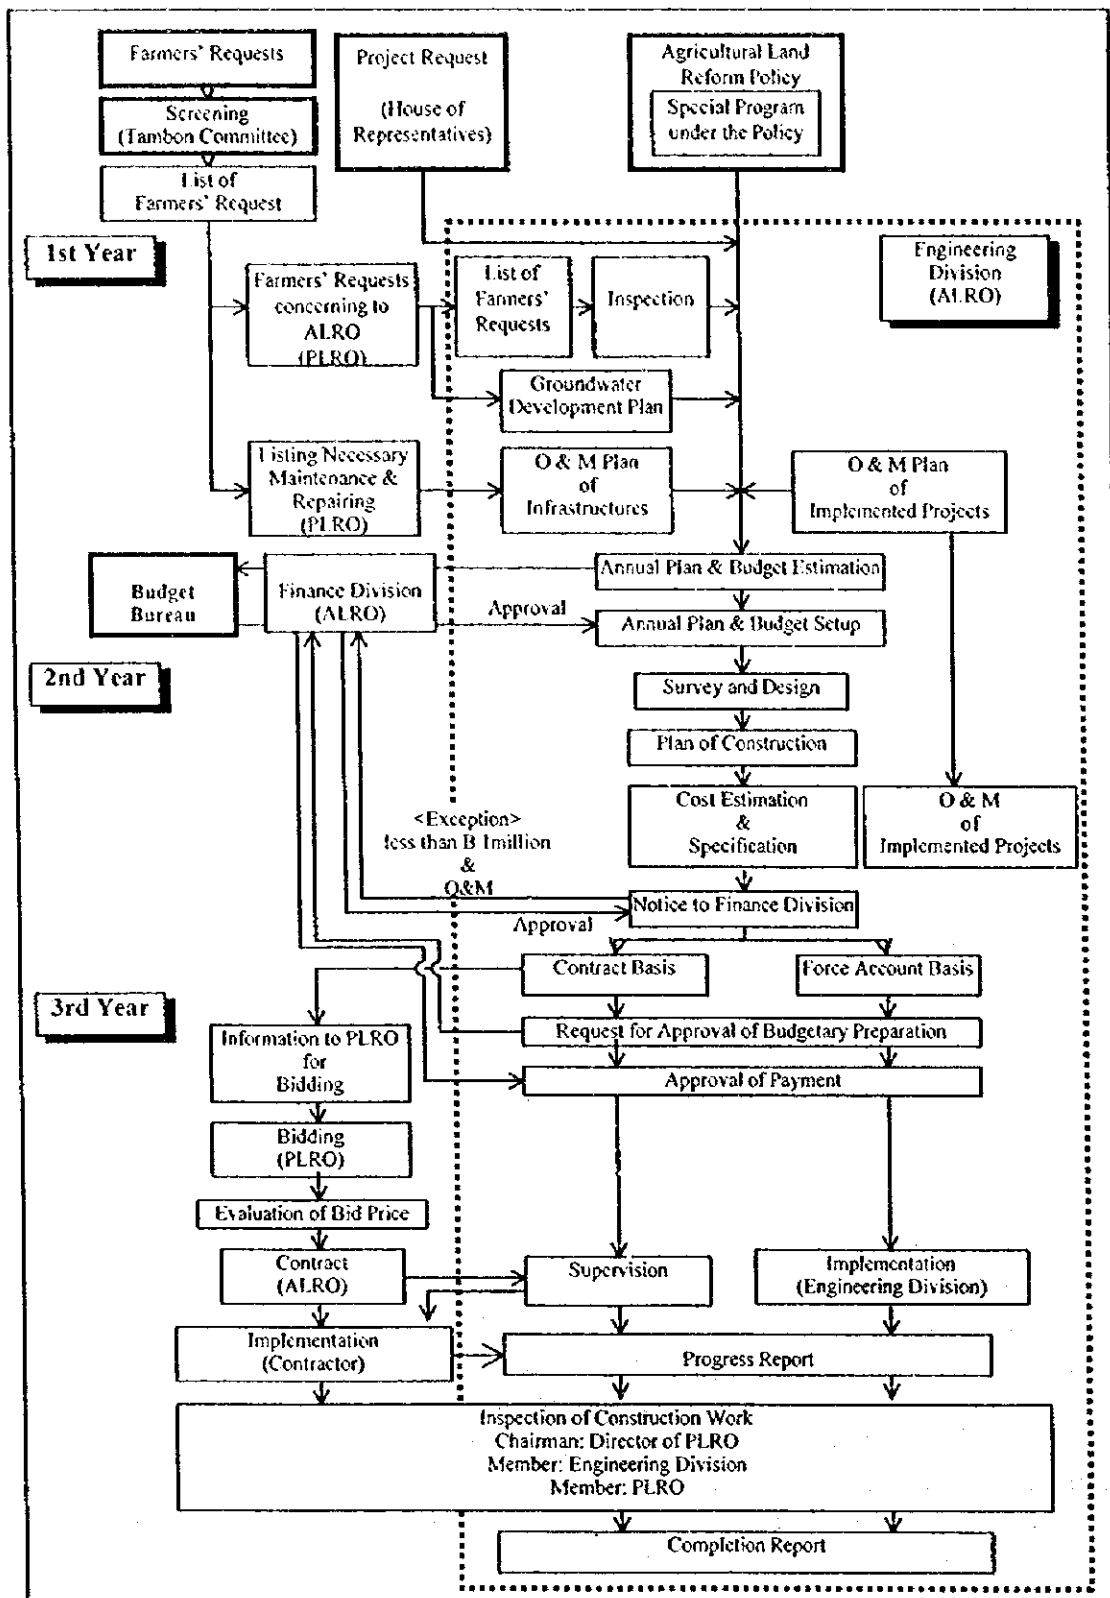 Farmers' Requests
Screening
(Tambon Committee)
List of
Farmers' Request
Project Request
(House of
Representatives)
Agricultural Land
Reform Policy
Special Program
under the Policy
1st Year
Engineering
Division
(ALRO)
Farmers' Requests
concerning to
ALRO
(PLRO)
List of
Farmers'
Requests
Inspection
Groundwater
Development Plan
Listing Necessary
Maintenance &
Repairing
(PLRO)
O & M Plan
of
Infrastructures
O & M Plan
of
Implemented Projects
Budget
Bureau
Finance Division
(ALRO)
Annual Plan & Budget Estimation
Approval
Annual Plan & Budget Setup
2nd Year
Survey and Design
Plan of Construction
Cost Estimation
&
Specification
O & M
of
Implemented Projects
<Exception>
less than B 1million
&
O&M
Notice to Finance Division
Approval
Contract Basis
Force Account Basis
3rd Year
Information to PLRO
for
Bidding
Request for Approval of Budgetary Preparation
Approval of Payment
Bidding
(PLRO)
Evaluation of Bid Price
Contract
(ALRO)
Supervision
Implementation
(Engineering Division)
Implementation
(Contractor)
Progress Report
Inspection of Construction Work
Chairman: Director of PLRO
Member: Engineering Division
Member: PLRO
Completion Report